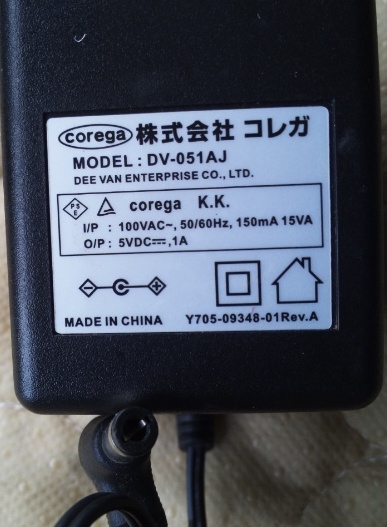 corega 株式会社 コレガ
MODEL : DV-051AJ
DEE VAN ENTERPRISE CO., LTD.
PS E corega K.K.
I/P : 100VAC~, 50/60Hz, 150mA 15VA
O/P : 5VDC⎓, 1A
MADE IN CHINA Y705-09348-01Rev.A